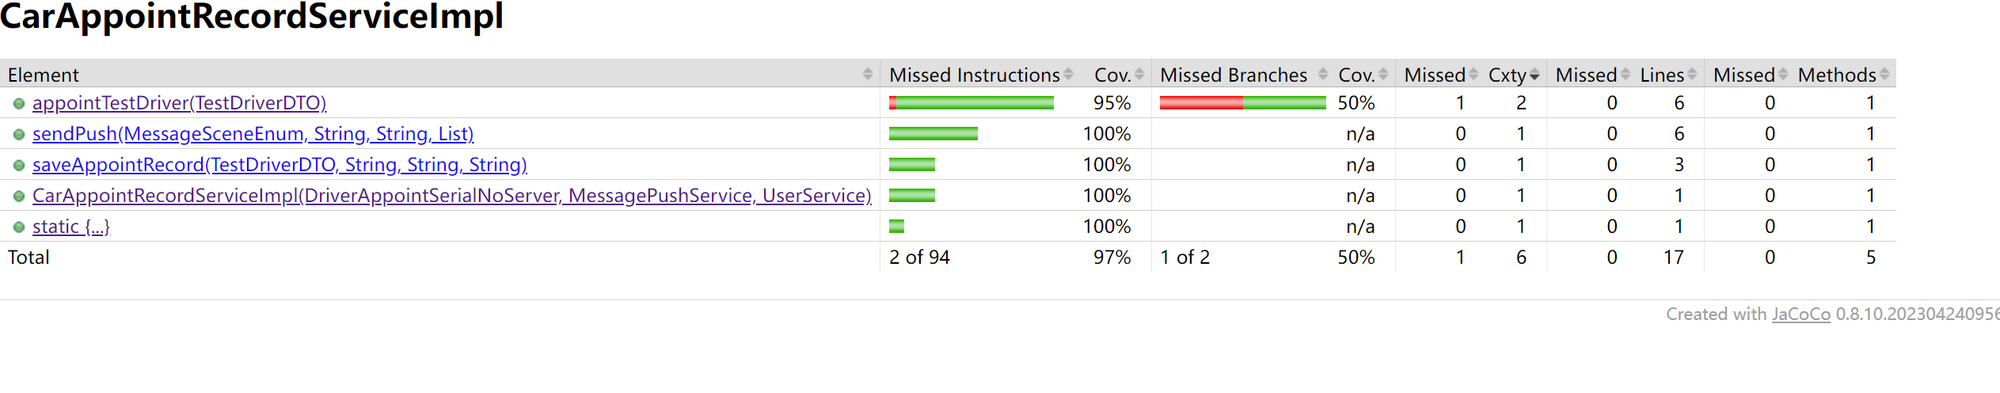 CarAppointRecordServiceImpl
Element Missed Instructions Cov. Missed Branches Cov. Missed Cxty Missed Lines Missed Methods
appointTestDriver(TestDriverDTO) 95% 50% 1 2 0 6 0 1
sendPush(MessageSceneEnum, String, String, List) 100% n/a 0 1 0 6 0 1
saveAppointRecord(TestDriverDTO, String, String, String) 100% n/a 0 1 0 3 0 1
CarAppointRecordServiceImpl(DriverAppointSerialNoServer, MessagePushService, UserService) 100% n/a 0 1 0 1 0 1
static {...} 100% n/a 0 1 0 1 0 1
Total 2 of 94 97% 1 of 2 50% 1 6 0 17 0 5
Created with JaCoCo 0.8.10.202304240956